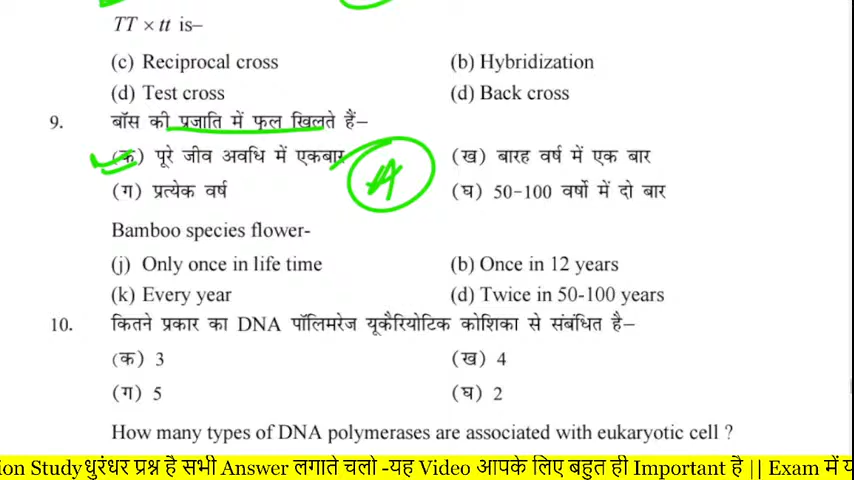 TT × tt is–
(c) Reciprocal cross (b) Hybridization
(d) Test cross (d) Back cross
9. बाँस की प्रजाति में फूल खिलते हैं–
(क) पूरे जीव अवधि में एकबार (ख) बारह वर्ष में एक बार
(ग) प्रत्येक वर्ष (घ) 50-100 वर्षो में दो बार
A
Bamboo species flower-
(j) Only once in life time (b) Once in 12 years
(k) Every year (d) Twice in 50-100 years
10. कितने प्रकार का DNA पॉलिमरेज यूकैरियोटिक कोशिका से संबंधित है–
(क) 3 (ख) 4
(ग) 5 (घ) 2
How many types of DNA polymerases are associated with eukaryotic cell ?
ion Studyधुरंधर प्रश्न है सभी Answer लगाते चलो -यह Video आपके लिए बहुत ही Important है || Exam में य